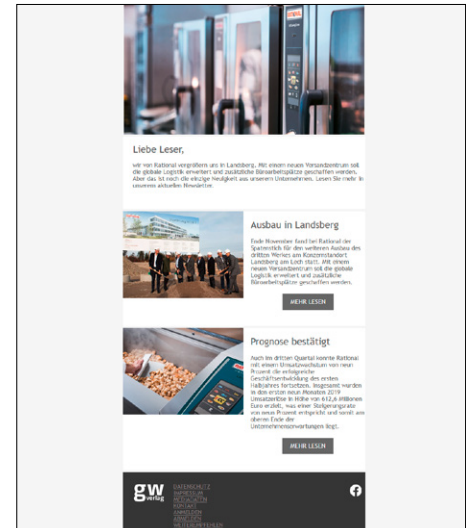 Liebe Leser,
wir von Rational vergrößern uns in Landsberg. Mit einem neuen Versandzentrum soll
die globale Logistik erweitert und zusätzliche Büroarbeitsplätze geschaffen werden.
Aber das ist noch die einzige Neuigkeit aus unserem Unternehmen. Lesen Sie mehr in
unserem aktuellen Newsletter.
Ausbau in Landsberg
Ende November fand bei Rational der
Spatenstich für den weiteren Ausbau des
dritten Werkes am Konzernstandort
Landsberg am Lech statt. Mit einem
neuen Versandzentrum soll die globale
Logistik erweitert und zusätzliche
Büroarbeitsplätze geschaffen werden.
MEHR LESEN
Prognose bestätigt
Auch im dritten Quartal konnte Rational
mit einem Umsatzwachstum von neun
Prozent die erfolgreiche
Geschäftsentwicklung des ersten
Halbjahres fortsetzen. Insgesamt wurden
in den ersten neun Monaten 2019
Umsatzerlöse in Höhe von 612,6 Millionen
Euro erzielt, was einer Steigerungsrate
von neun Prozent entspricht und somit am
oberen Ende der
Unternehmenserwartungen liegt.
MEHR LESEN
gw
verlag
DATENSCHUTZ
IMPRESSUM
MEDIADATEN
KONTAKT
ANMELDEN
ABMELDEN
WEITEREMPFEHLEN